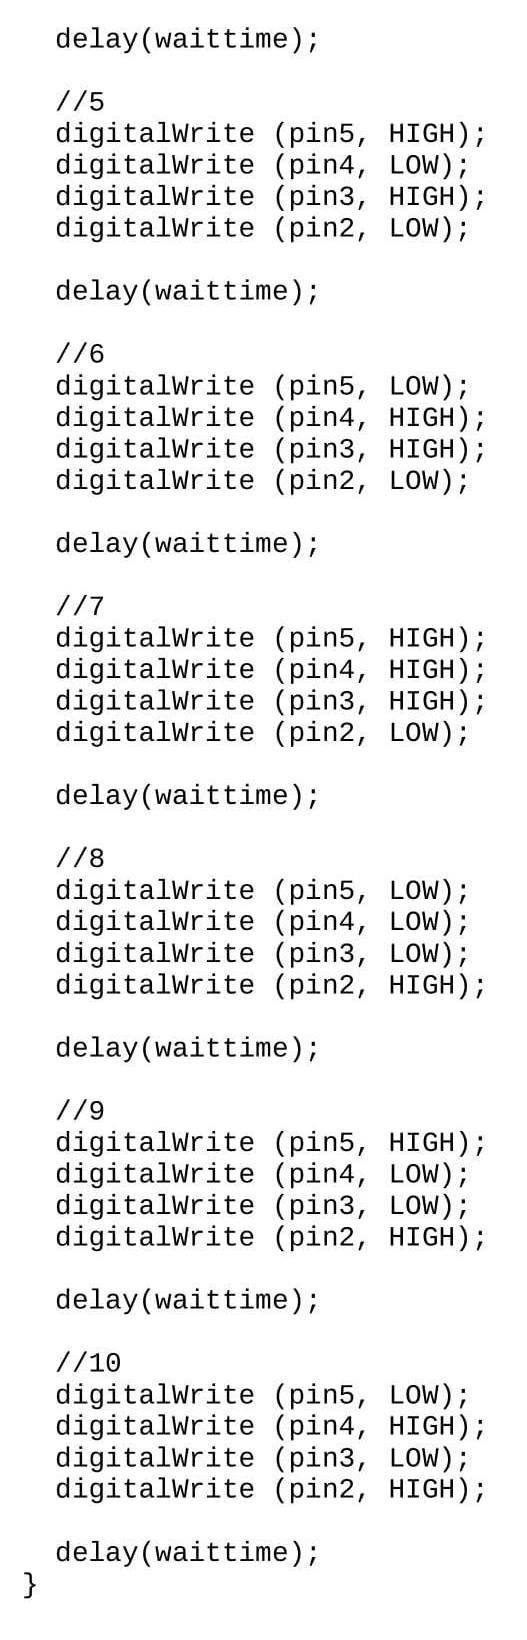 delay(waittime);
//5
digitalWrite (pin5, HIGH);
digitalWrite (pin4, LOW);
digitalWrite (pin3, HIGH);
digitalWrite (pin2, LOW);
delay(waittime);
//6
digitalWrite (pin5, LOW);
digitalWrite (pin4, HIGH);
digitalWrite (pin3, HIGH);
digitalWrite (pin2, LOW);
delay(waittime);
//7
digitalWrite (pin5, HIGH);
digitalWrite (pin4, HIGH);
digitalWrite (pin3, HIGH);
digitalWrite (pin2, LOW);
delay(waittime);
//8
digitalWrite (pin5, LOW);
digitalWrite (pin4, LOW);
digitalWrite (pin3, LOW);
digitalWrite (pin2, HIGH);
delay(waittime);
//9
digitalWrite (pin5, HIGH);
digitalWrite (pin4, LOW);
digitalWrite (pin3, LOW);
digitalWrite (pin2, HIGH);
delay(waittime);
//10
digitalWrite (pin5, LOW);
digitalWrite (pin4, HIGH);
digitalWrite (pin3, LOW);
digitalWrite (pin2, HIGH);
delay(waittime);
}